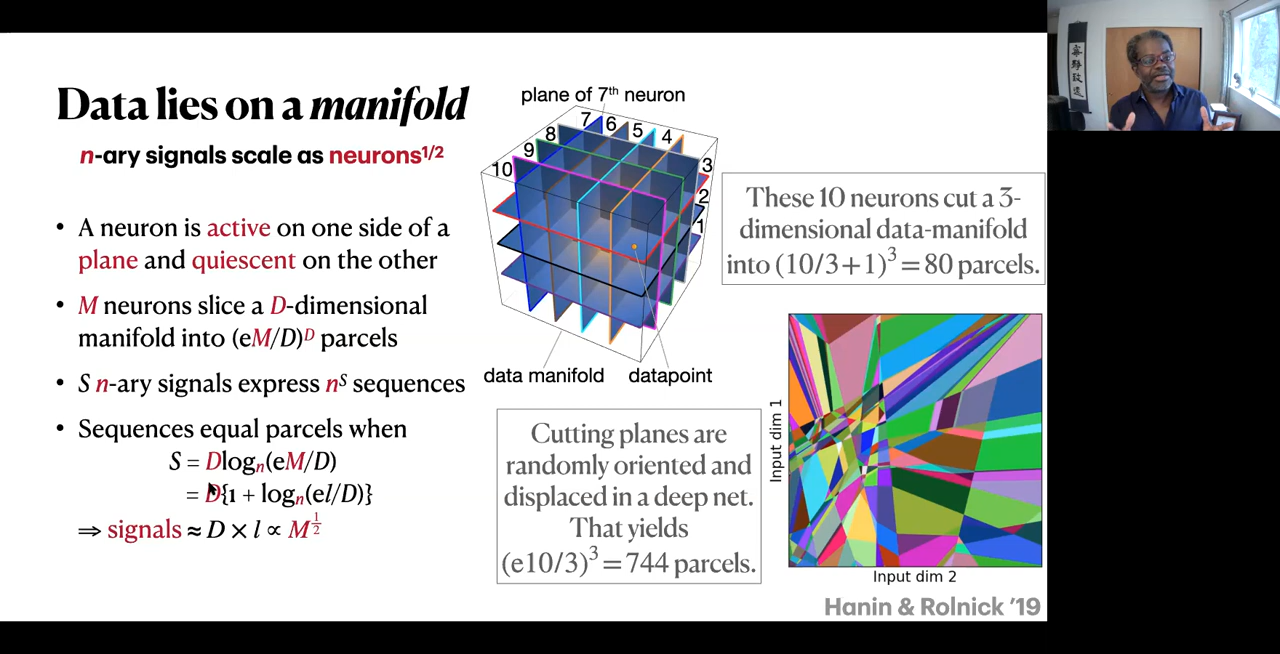 Data lies on a manifold
n-ary signals scale as neurons¹ᐟ²
• A neuron is active on one side of a
plane and quiescent on the other
• M neurons slice a D-dimensional
manifold into (eM/D)ᴰ parcels
• S n-ary signals express nˢ sequences
• Sequences equal parcels when
S = Dlogₙ(eM/D)
= D{1 + logₙ(el/D)}
⇒ signals ≈ D × l ∝ M^½
plane of 7ᵗʰ neuron
7
6
5
4
8
9
10
3
2
1
data manifold
datapoint
These 10 neurons cut a 3-
dimensional data-manifold
into (10/3+1)³ = 80 parcels.
Cutting planes are
randomly oriented and
displaced in a deep net.
That yields
(e10/3)³ = 744 parcels.
Input dim 1
Input dim 2
Hanin & Rolnick '19